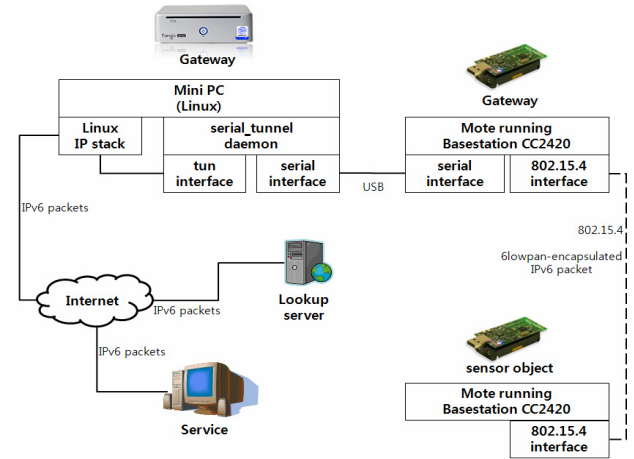 Gateway
Mini PC
(Linux)
Linux
IP stack
serial_tunnel
daemon
tun
interface
serial
interface
USB
Gateway
Mote running
Basestation CC2420
serial
interface
802.15.4
interface
IPv6 packets
802.15.4
6lowpan-encapsulated
IPv6 packet
Internet
IPv6 packets
Lookup
server
IPv6 packets
Service
sensor object
Mote running
Basestation CC2420
802.15.4
interface